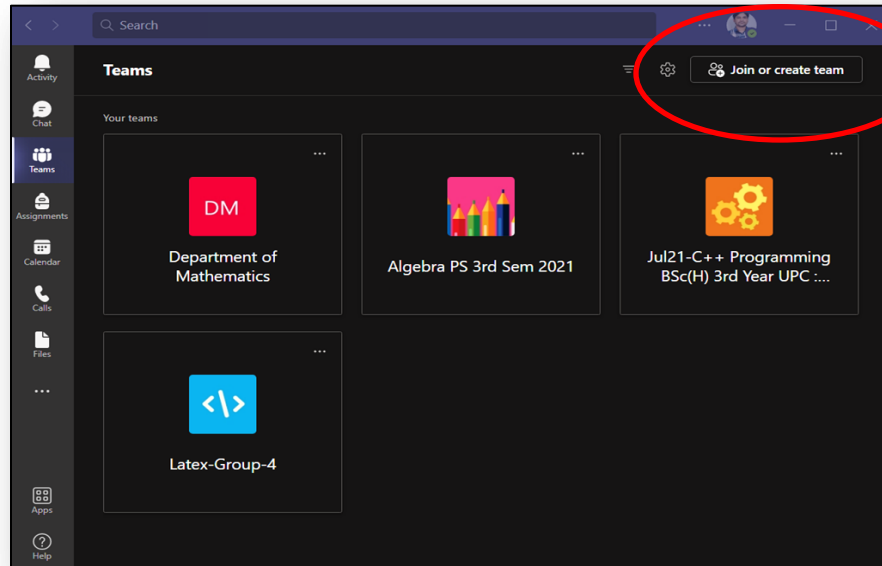 Search
Activity
Chat
Teams
Assignments
Calendar
Calls
Files
Apps
Help
Teams
Join or create team
Your teams
DM
Department of
Mathematics
Algebra PS 3rd Sem 2021
Jul21-C++ Programming
BSc(H) 3rd Year UPC :...
Latex-Group-4